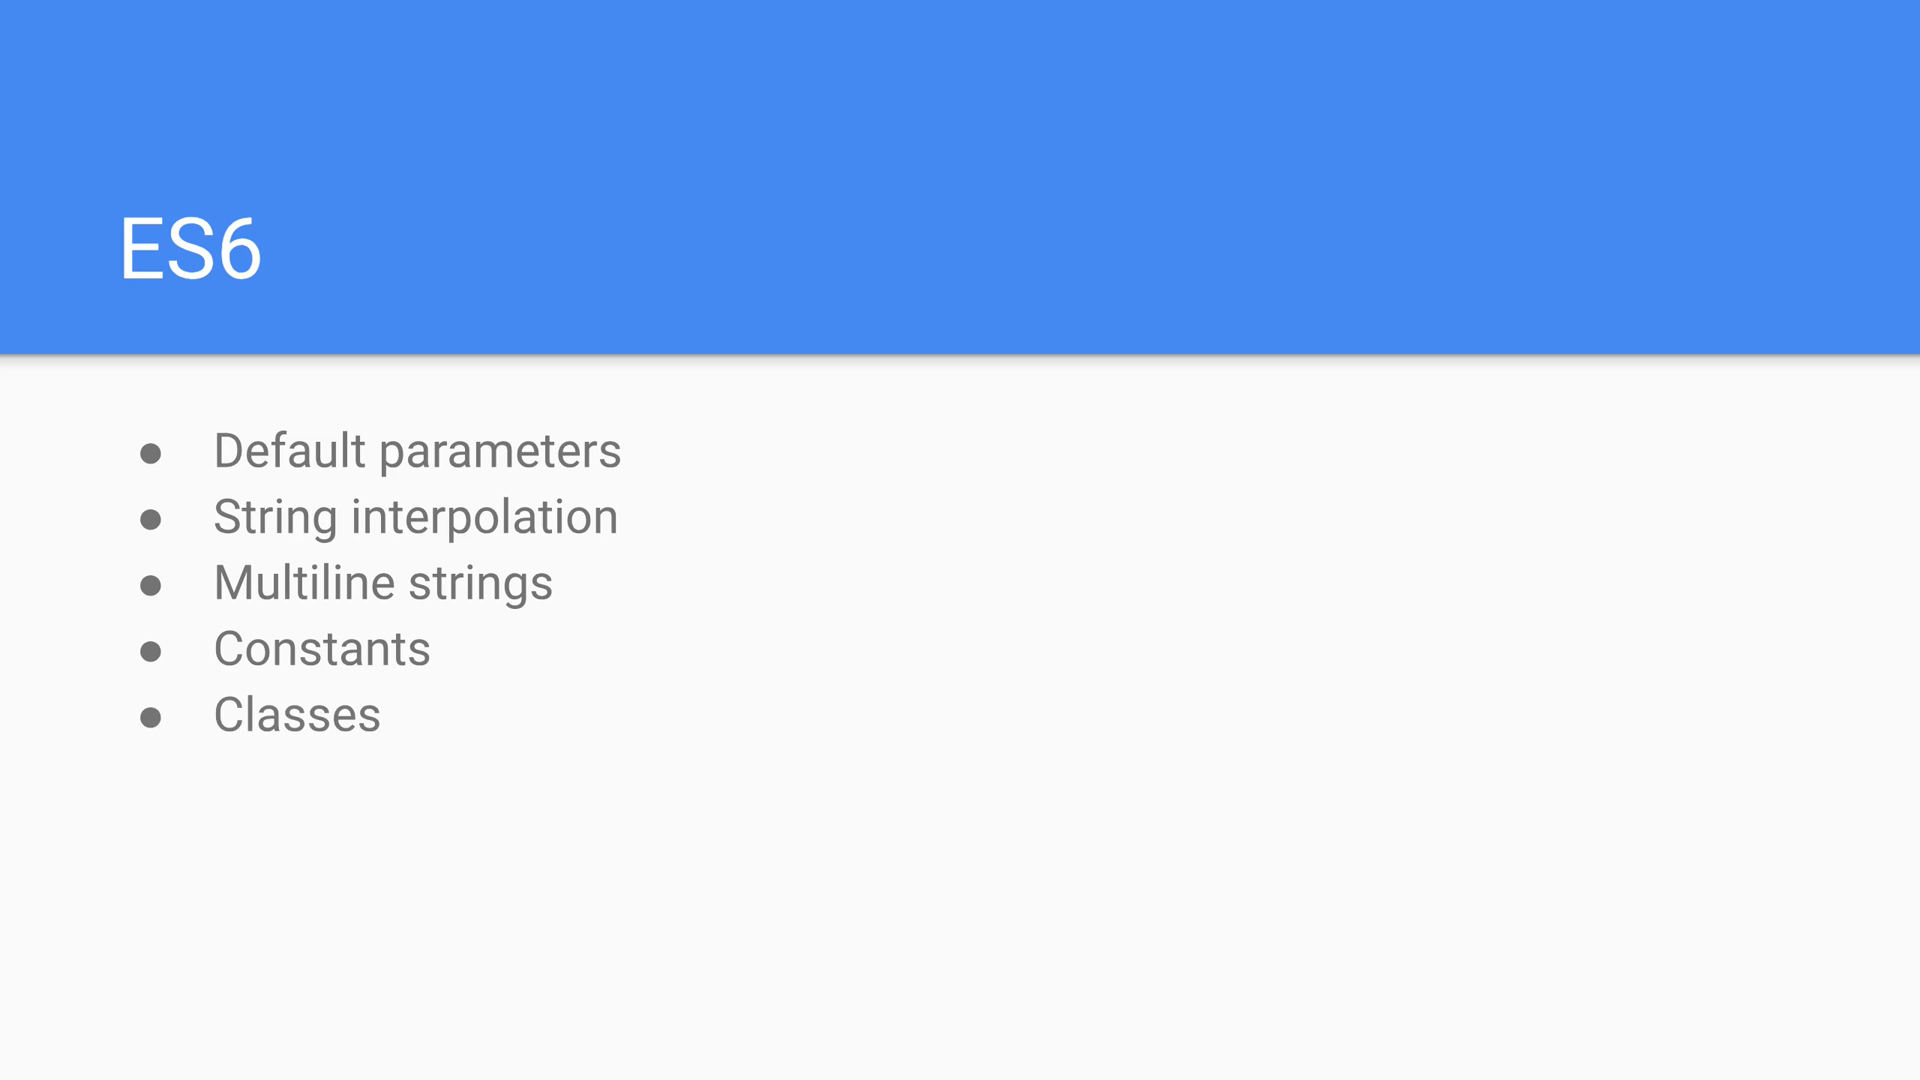 ES6
● Default parameters
● String interpolation
● Multiline strings
● Constants
● Classes